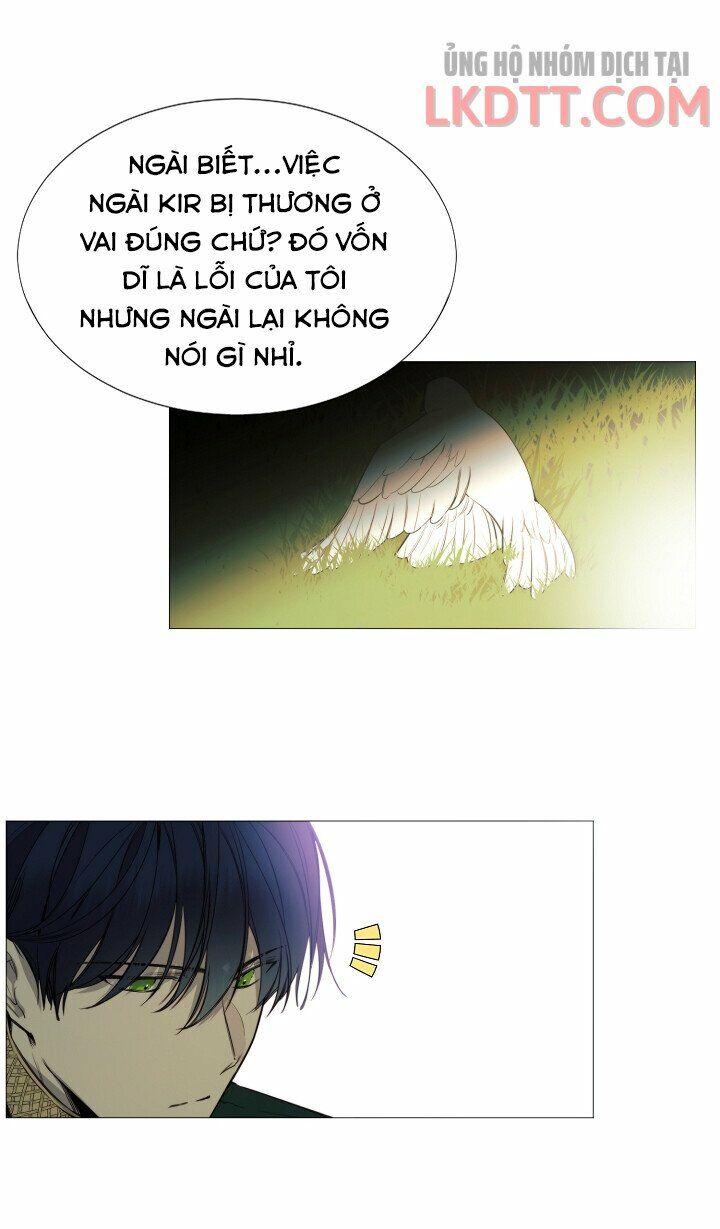 ỦNG HỘ NHÓM DỊCH TẠI
LKDTT.COM
NGÀI BIẾT...VIỆC
NGÀI KIR BỊ THƯƠNG Ở
VAI ĐÚNG CHỨ? ĐÓ VỐN
DĨ LÀ LỖI CỦA TÔI
NHƯNG NGÀI LẠI KHÔNG
NÓI GÌ NHỈ.